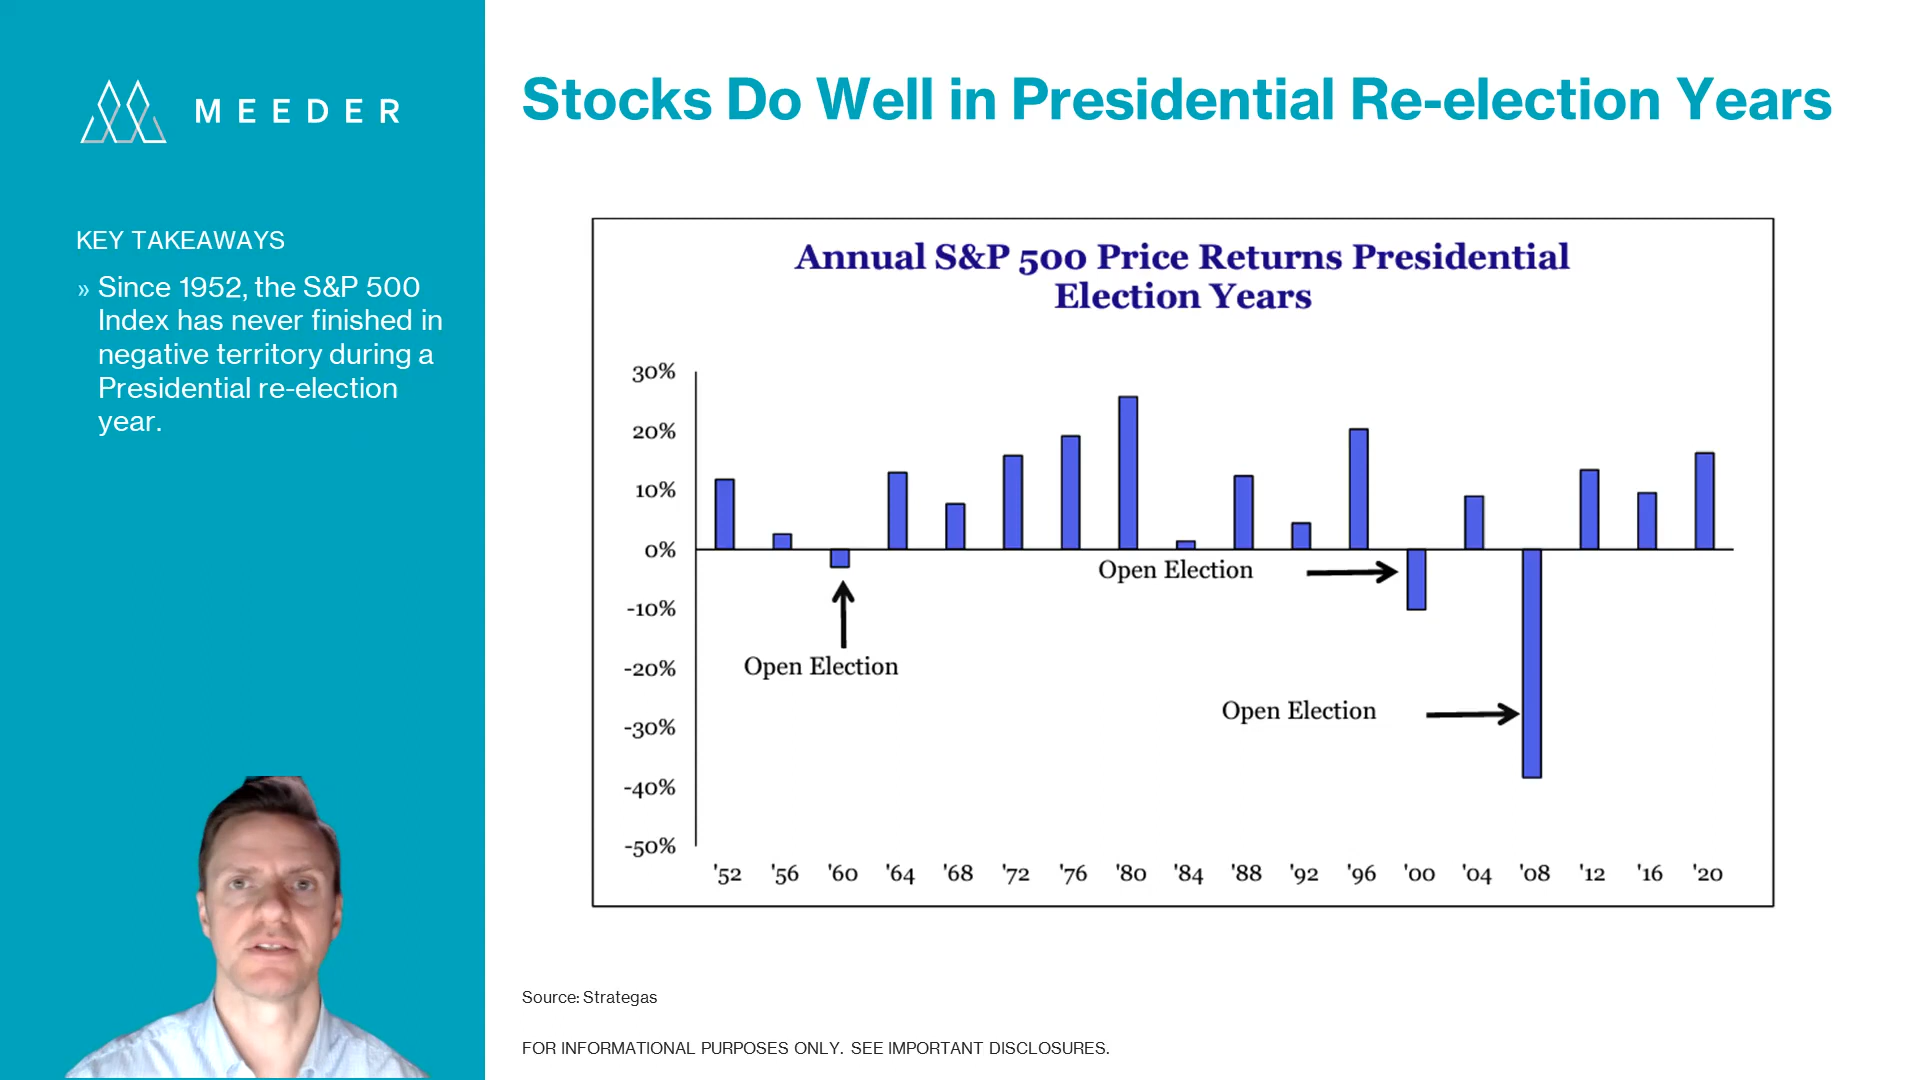 MEEDER
Stocks Do Well in Presidential Re-election Years
KEY TAKEAWAYS
» Since 1952, the S&P 500
Index has never finished in
negative territory during a
Presidential re-election
year.
Annual S&P 500 Price Returns Presidential
Election Years
30%
20%
10%
0%
-10%
-20%
-30%
-40%
-50%
Open Election
Open Election
Open Election
'52 '56 '60 '64 '68 '72 '76 '80 '84 '88 '92 '96 '00 '04 '08 '12 '16 '20
Source: Strategas
FOR INFORMATIONAL PURPOSES ONLY. SEE IMPORTANT DISCLOSURES.